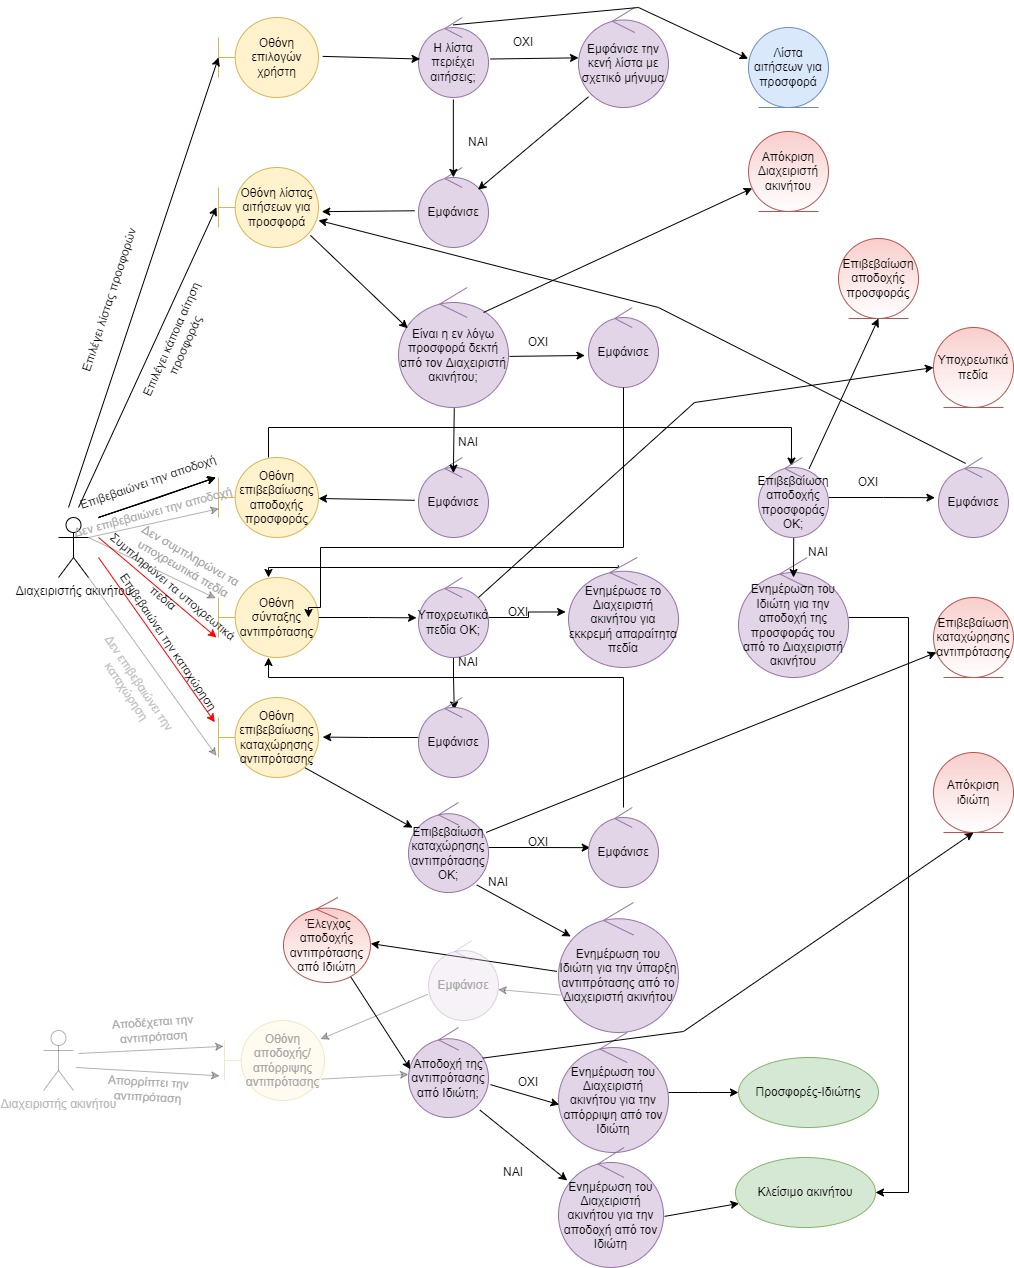 Οθόνη
επιλογών
χρήστη
Η λίστα
περιέχει
αιτήσεις;
ΟΧΙ
Εμφάνισε την
κενή λίστα με
σχετικό μήνυμα
Λίστα
αιτήσεων για
προσφορά
ΝΑΙ
Απόκριση
Διαχειριστή
ακινήτου
Οθόνη λίστας
αιτήσεων για
προσφορά
Εμφάνισε
Επιλέγει λίστας προσφορών
Επιλέγει κάποια αίτηση
προσφοράς
Επιβεβαίωση
αποδοχής
προσφοράς
Είναι η εν λόγω
προσφορά δεκτή
από τον Διαχειριστή
ακινήτου;
ΟΧΙ
Εμφάνισε
Υποχρεωτικά
πεδία
ΝΑΙ
Επιβεβαιώνει την αποδοχή
Δεν επιβεβαιώνει την αποδοχή
Οθόνη
επιβεβαίωσης
αποδοχής
προσφοράς
Εμφάνισε
Επιβεβαίωση
αποδοχής
προσφοράς
ΟΚ;
ΟΧΙ
Εμφάνισε
ΝΑΙ
Διαχειριστής ακινήτου
Δεν συμπληρώνει τα
υποχρεωτικά πεδία
Συμπληρώνει τα υποχρεωτικά
πεδία
Οθόνη
σύνταξης
αντιπρότασης
Υποχρεωτικά
πεδία ΟΚ;
ΟΧΙ
Ενημέρωσε το
Διαχειριστή
ακινήτου για
εκκρεμή απαραίτητα
πεδία
Ενημέρωση του
Ιδιώτη για την
αποδοχή της
προσφοράς του
από το Διαχειριστή
ακινήτου
Επιβεβαίωση
καταχώρησης
αντιπρότασης
ΝΑΙ
Επιβεβαιώνει την καταχώρηση
Δεν επιβεβαιώνει την
καταχώρηση
Οθόνη
επιβεβαίωσης
καταχώρησης
αντιπρότασης
Εμφάνισε
Απόκριση
ιδιώτη
Επιβεβαίωση
καταχώρησης
αντιπρότασης
ΟΚ;
ΟΧΙ
Εμφάνισε
ΝΑΙ
Έλεγχος
αποδοχής
αντιπρότασης
από Ιδιώτη
Εμφάνισε
Ενημέρωση του
Ιδιώτη για την ύπαρξη
αντιπρότασης από το
Διαχειριστή ακινήτου
Αποδέχεται την
αντιπρόταση
Απορρίπτει την
αντιπρόταση
Διαχειριστής ακινήτου
Οθόνη
αποδοχής/
απόρριψης
αντιπρότασης
Αποδοχή της
αντιπρότασης
από Ιδιώτη;
ΟΧΙ
Ενημέρωση του
Διαχειριστή
ακινήτου για την
απόρριψη από τον
Ιδιώτη
Προσφορές-Ιδιώτης
ΝΑΙ
Ενημέρωση του
Διαχειριστή
ακινήτου για την
αποδοχή από τον
Ιδιώτη
Κλείσιμο ακινήτου